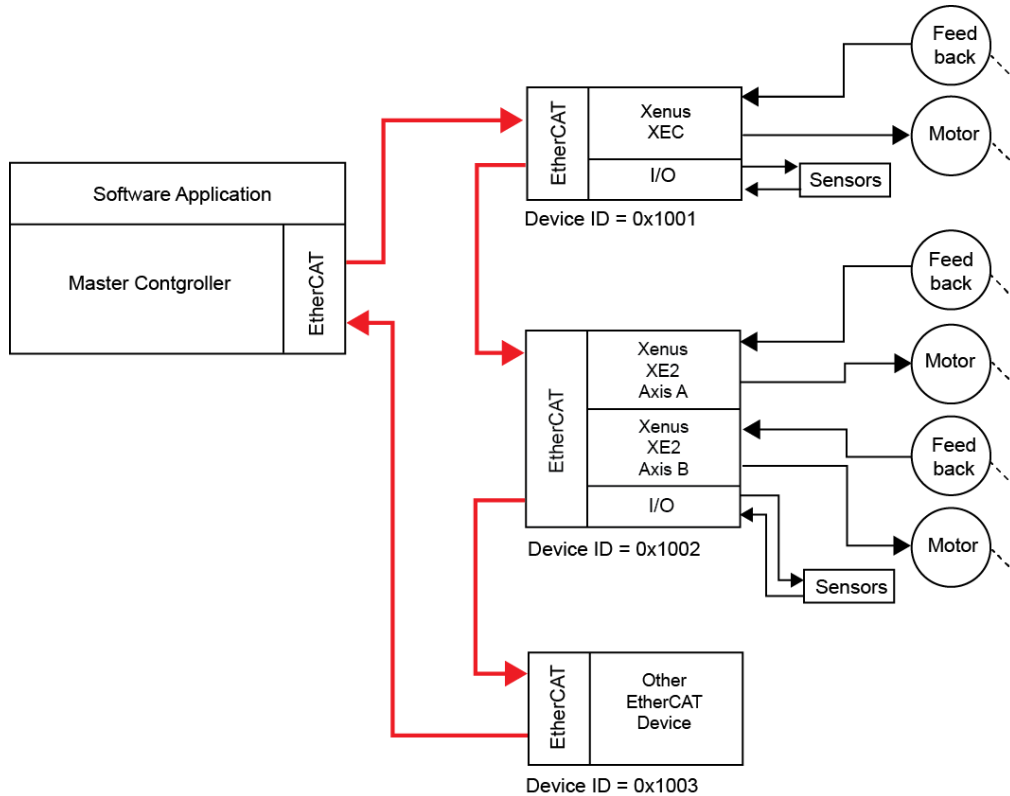 Software Application
Master Contgroller
EtherCAT
EtherCAT
Xenus
XEC
I/O
Device ID = 0x1001
Feed
back
Motor
Sensors
EtherCAT
Xenus
XE2
Axis A
Xenus
XE2
Axis B
I/O
Device ID = 0x1002
Feed
back
Motor
Feed
back
Motor
Sensors
EtherCAT
Other
EtherCAT
Device
Device ID = 0x1003